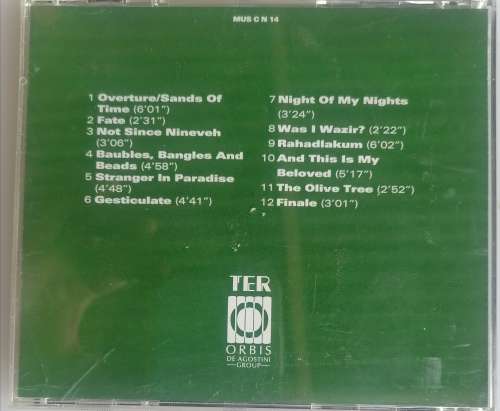 MUS C N 14
1 Overture/Sands Of
Time (6'01")
2 Fate (2'31")
3 Not Since Nineveh
(3'06")
4 Baubles, Bangles And
Beads (4'58")
5 Stranger In Paradise
(4'48")
6 Gesticulate (4'41")
7 Night Of My Nights
(3'24")
8 Was I Wazir? (2'22")
9 Rahadlakum (6'02")
10 And This Is My
Beloved (5'17")
11 The Olive Tree (2'52")
12 Finale (3'01")
TER
ORBIS
DE AGOSTINI
GROUP